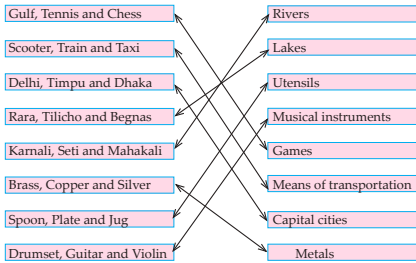 Gulf, Tennis and Chess
Rivers
Scooter, Train and Taxi
Lakes
Delhi, Timpu and Dhaka
Utensils
Rara, Tilicho and Begnas
Musical instruments
Karnali, Seti and Mahakali
Games
Brass, Copper and Silver
Means of transportation
Spoon, Plate and Jug
Capital cities
Drumset, Guitar and Violin
Metals